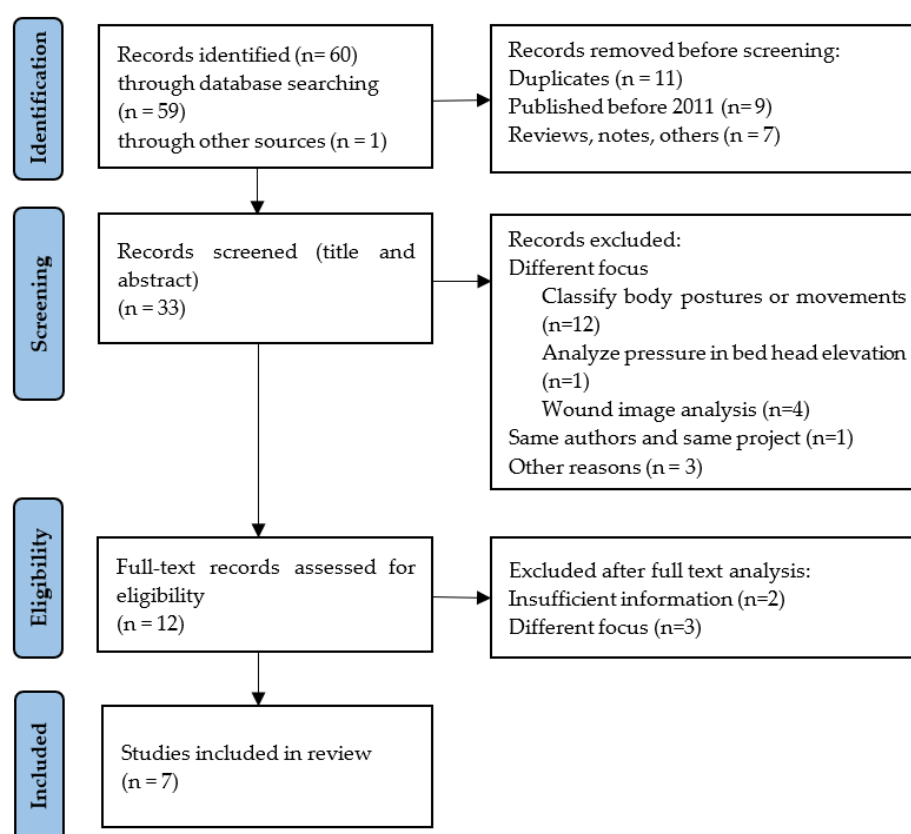 Identification
Records identified (n= 60)
through database searching
(n = 59)
through other sources (n = 1)
Records removed before screening:
Duplicates (n = 11)
Published before 2011 (n= 9)
Reviews, notes, others (n = 7)
Screening
Records screened (title and
abstract)
(n = 33)
Records excluded:
Different focus
Classify body postures or movements
(n=12)
Analyze pressure in bed head elevation
(n=1)
Wound image analysis (n=4)
Same authors and same project (n=1)
Other reasons (n = 3)
Eligibility
Full-text records assessed for
eligibility
(n = 12)
Excluded after full text analysis:
Insufficient information (n=2)
Different focus (n=3)
Included
Studies included in review
(n = 7)